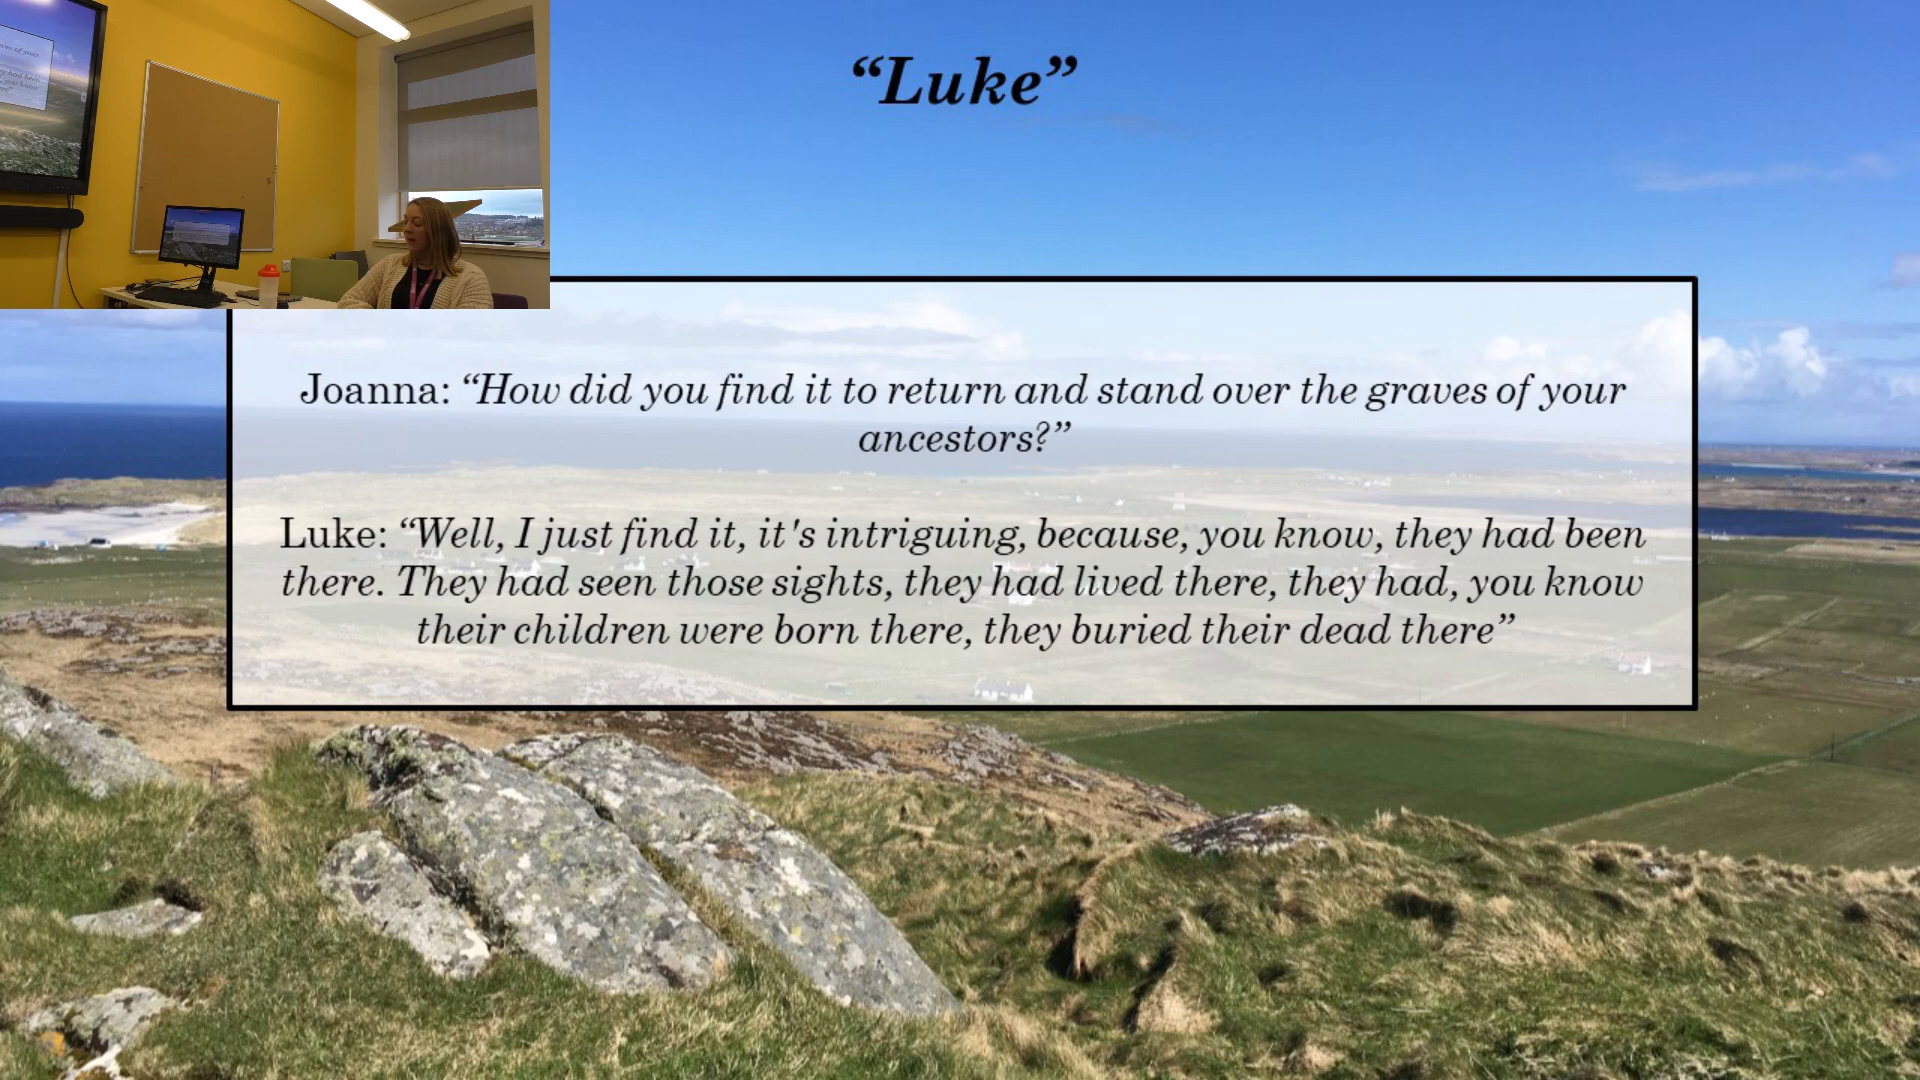 “Luke”
Joanna: “How did you find it to return and stand over the graves of your
ancestors?”
Luke: “Well, I just find it, it's intriguing, because, you know, they had been
there. They had seen those sights, they had lived there, they had, you know
their children were born there, they buried their dead there”